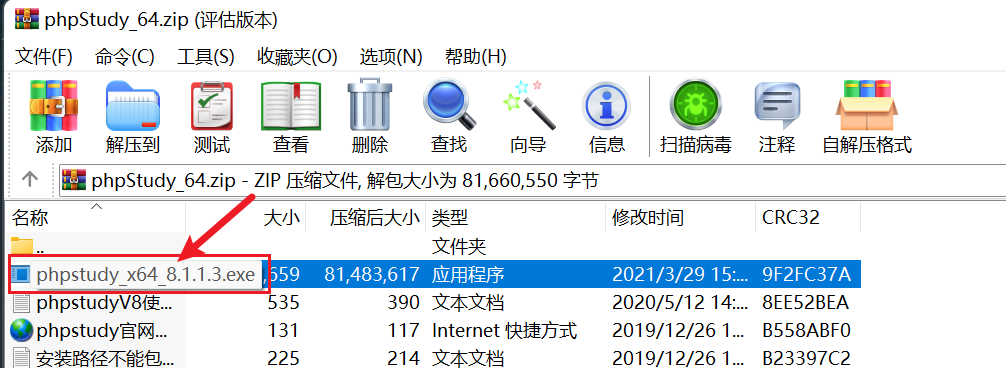 phpStudy_64.zip (评估版本)
文件(F) 命令(C) 工具(S) 收藏夹(O) 选项(N) 帮助(H)
添加 解压到 测试 查看 删除 查找 向导 信息 扫描病毒 注释 自解压格式
phpStudy_64.zip - ZIP 压缩文件, 解包大小为 81,660,550 字节
名称 大小 压缩后大小 类型 修改时间 CRC32
.. 文件夹
phpstudy_x64_8.1.1.3.exe ,659 81,483,617 应用程序 2021/3/29 15:... 9F2FC37A
phpstudyV8使... 535 390 文本文档 2020/5/12 14:... 8EE52BEA
phpstudy官网... 131 117 Internet 快捷方式 2019/12/26 1... B558ABF0
安装路径不能包... 225 214 文本文档 2019/12/26 1... B23397C2